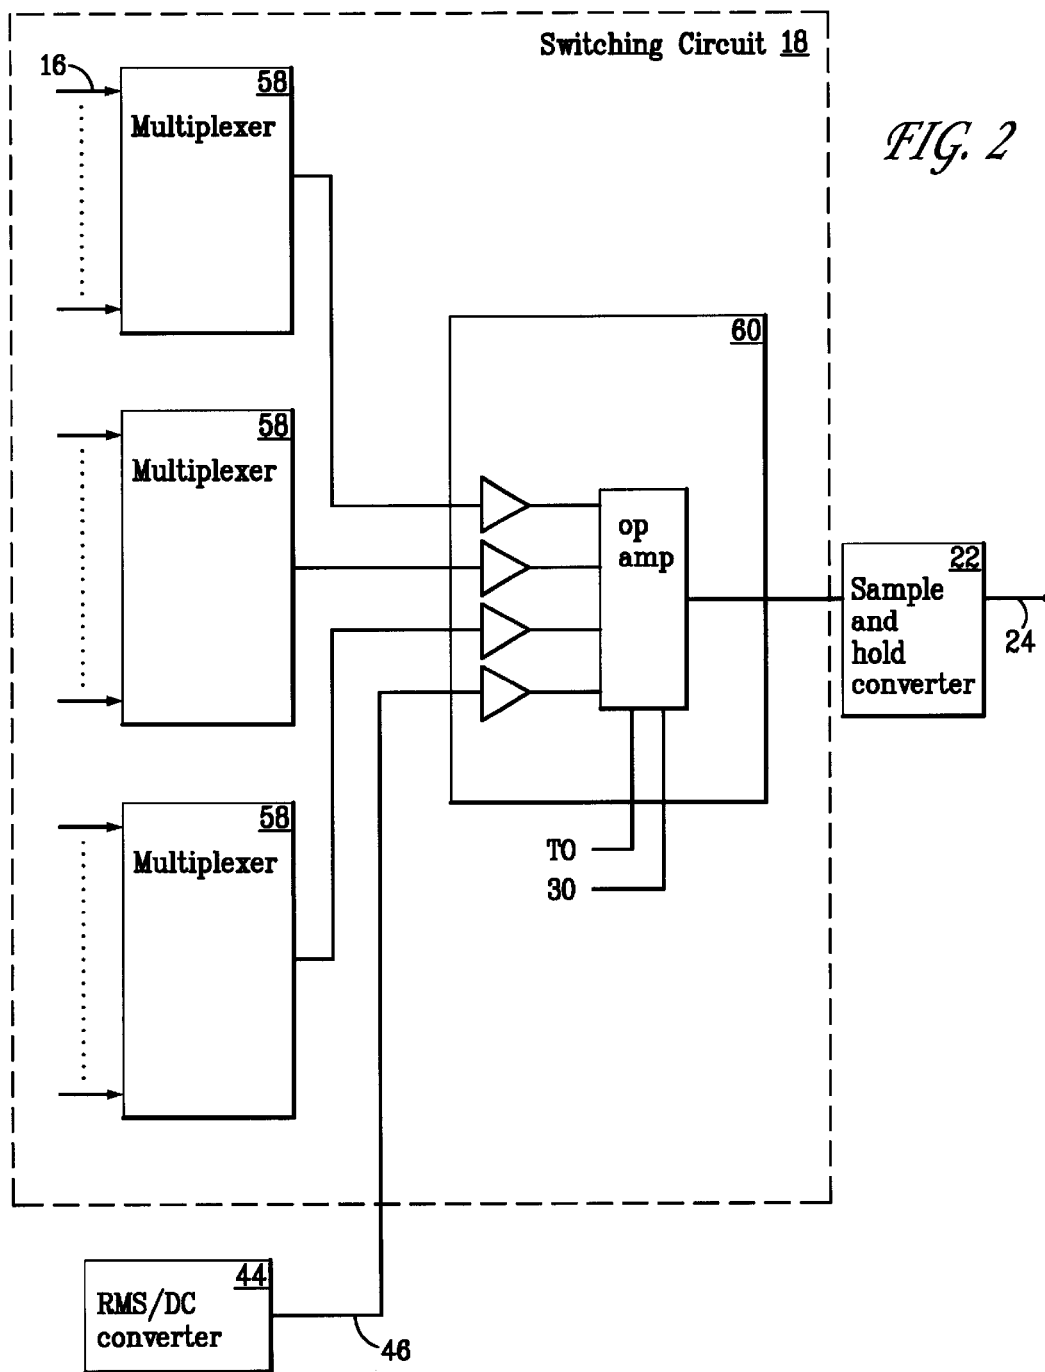 Switching Circuit 18
FIG. 2
16
58
Multiplexer
58
Multiplexer
58
Multiplexer
60
op
amp
TO
30
22
Sample
and
hold
converter
24
44
RMS/DC
converter
46